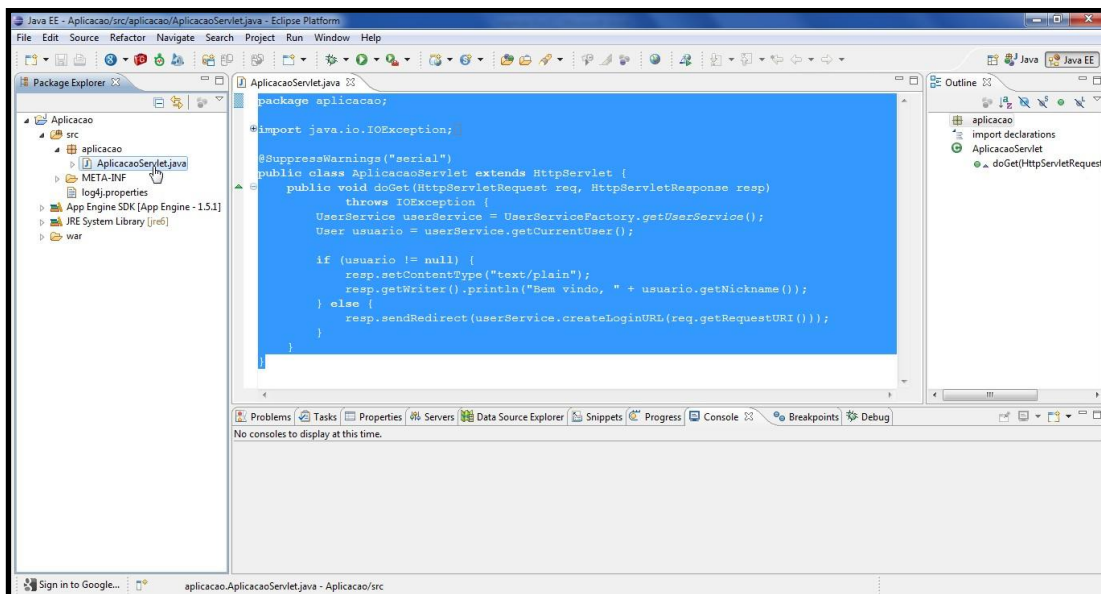 Java EE - Aplicacao/src/aplicacao/AplicacaoServlet.java - Eclipse Platform
File Edit Source Refactor Navigate Search Project Run Window Help
Java Java EE
Package Explorer
Aplicacao
src
aplicacao
AplicacaoServlet.java
META-INF
log4j.properties
App Engine SDK [App Engine - 1.5.1]
JRE System Library [jre6]
war
AplicacaoServlet.java
package aplicacao;
import java.io.IOException;
@SuppressWarnings("serial")
public class AplicacaoServlet extends HttpServlet {
public void doGet(HttpServletRequest req, HttpServletResponse resp)
throws IOException {
UserService userService = UserServiceFactory.getUserService();
User usuario = userService.getCurrentUser();
if (usuario != null) {
resp.setContentType("text/plain");
resp.getWriter().println("Bem vindo, " + usuario.getNickname());
} else {
resp.sendRedirect(userService.createLoginURL(req.getRequestURI()));
}
}
}
Outline
aplicacao
import declarations
AplicacaoServlet
doGet(HttpServletRequest
Problems Tasks Properties Servers Data Source Explorer Snippets Progress Console Breakpoints Debug
No consoles to display at this time.
Sign in to Google... aplicacao.AplicacaoServlet.java - Aplicacao/src